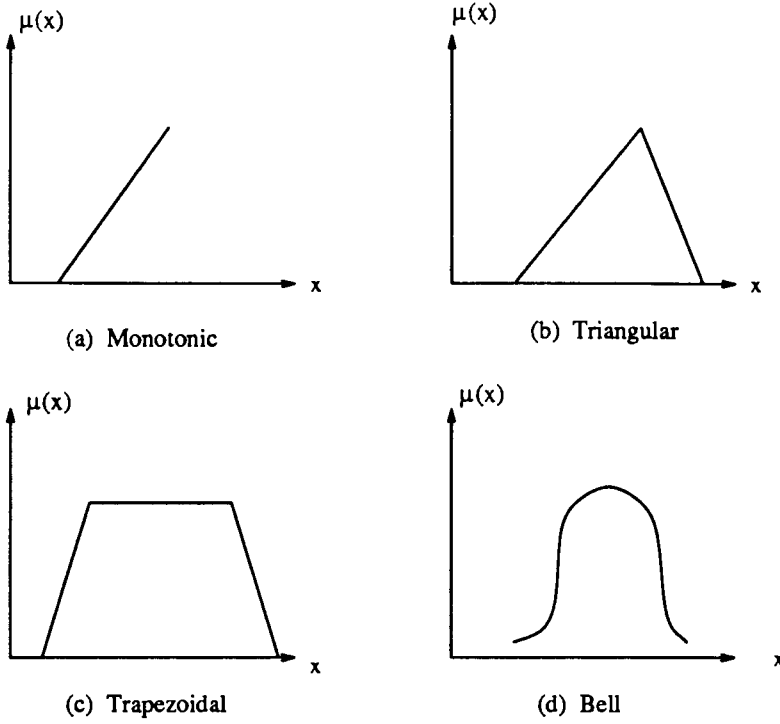 μ(x)
μ(x)
x
x
(a) Monotonic
(b) Triangular
μ(x)
μ(x)
x
x
(c) Trapezoidal
(d) Bell